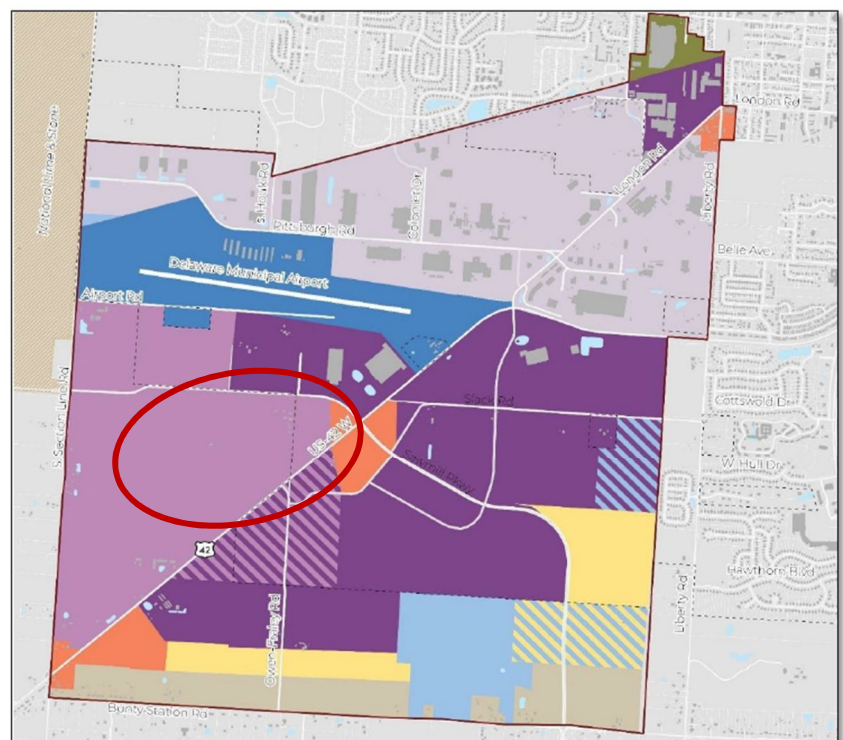 London Rd
National Lime & Stone
S Houk Rd
Colomet Dr
London Rd
Liberty Rd
Pittsburgh Rd
Belle Ave
Delaware Municipal Airport
Airport Rd
S Section Line Rd
Slack Rd
Cottswold Dr
US-42 W
Sawmill Pkwy
W Hull Dr
42
Hawthorn Blvd
Owen-Fraley Rd
Liberty Rd
Bunty Station Rd